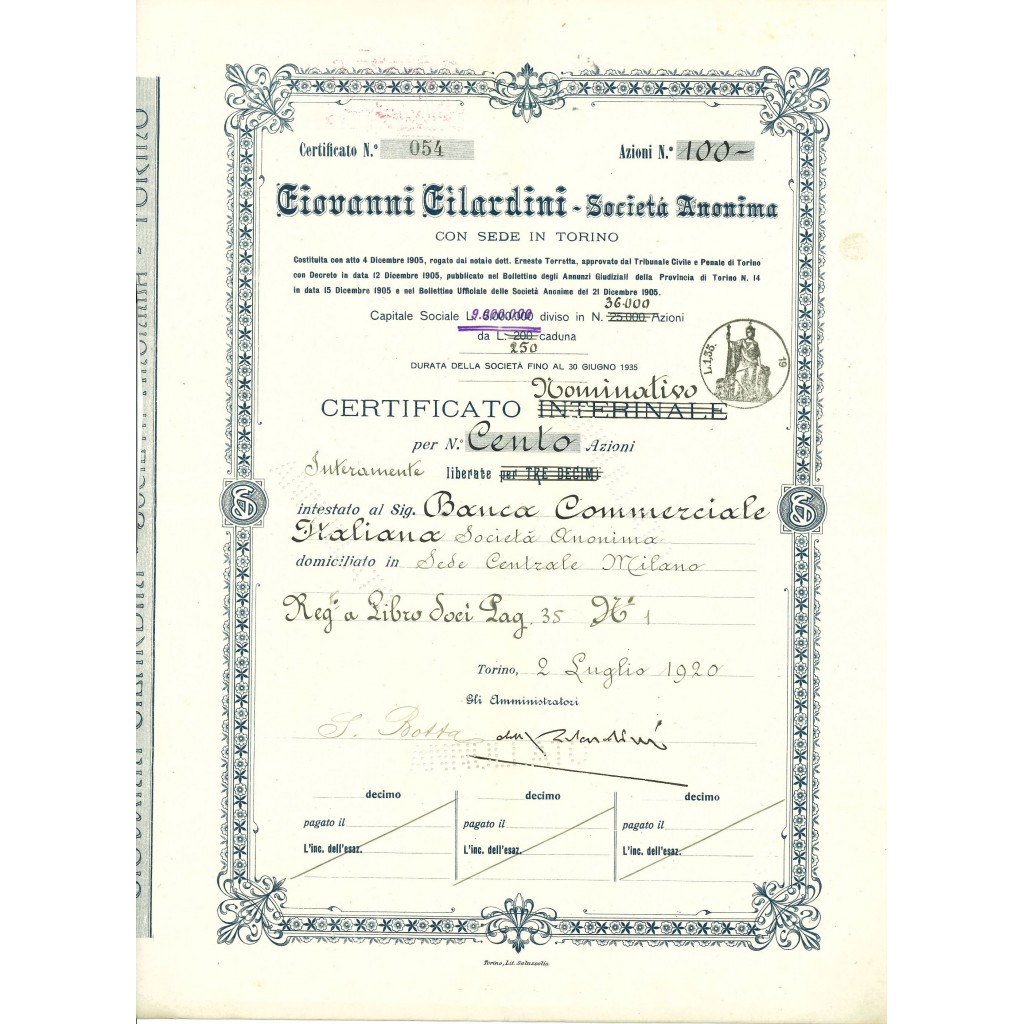 Certificato N.º 054
Azioni N.º 100-
Giovanni Gilardini - Societá Anonima
CON SEDE IN TORINO
Costituita con atto 4 Dicembre 1905, rogato dal notaio dott. Ernesto Torretta, approvato dal Tribunale Civile e Penale di Torino
con Decreto in data 12 Dicembre 1905, pubblicato nel Bollettino degli Annunzi Giudiziali della Provincia di Torino N. 14
in data 15 Dicembre 1905 e nel Bollettino Ufficiale delle Societá Anonime del 21 Dicembre 1905.
36.000
Capitale Sociale L. 9.000.000 diviso in N. 25.000 Azioni
da L. 200 caduna
250
DURATA DELLA SOCIETÀ FINO AL 30 GIUGNO 1935
L.1,35.
19
Nominativo
CERTIFICATO INTERINALE
per N.º Cento Azioni
Interamente liberate per TRE DECIMI
intestato al Sig. Banca Commerciale
Italiana Società Anonima
domiciliato in Sede Centrale Milano
Reg.º a Libro Soci Pag. 35 N.º 1
Torino, 2 Luglio 1920
Gli Amministratori
S. Botta
decimo decimo decimo
pagato il pagato il pagato il
L'inc. dell'esaz. L'inc. dell'esaz. L'inc. dell'esaz.
Torino, Lit. Salussolia